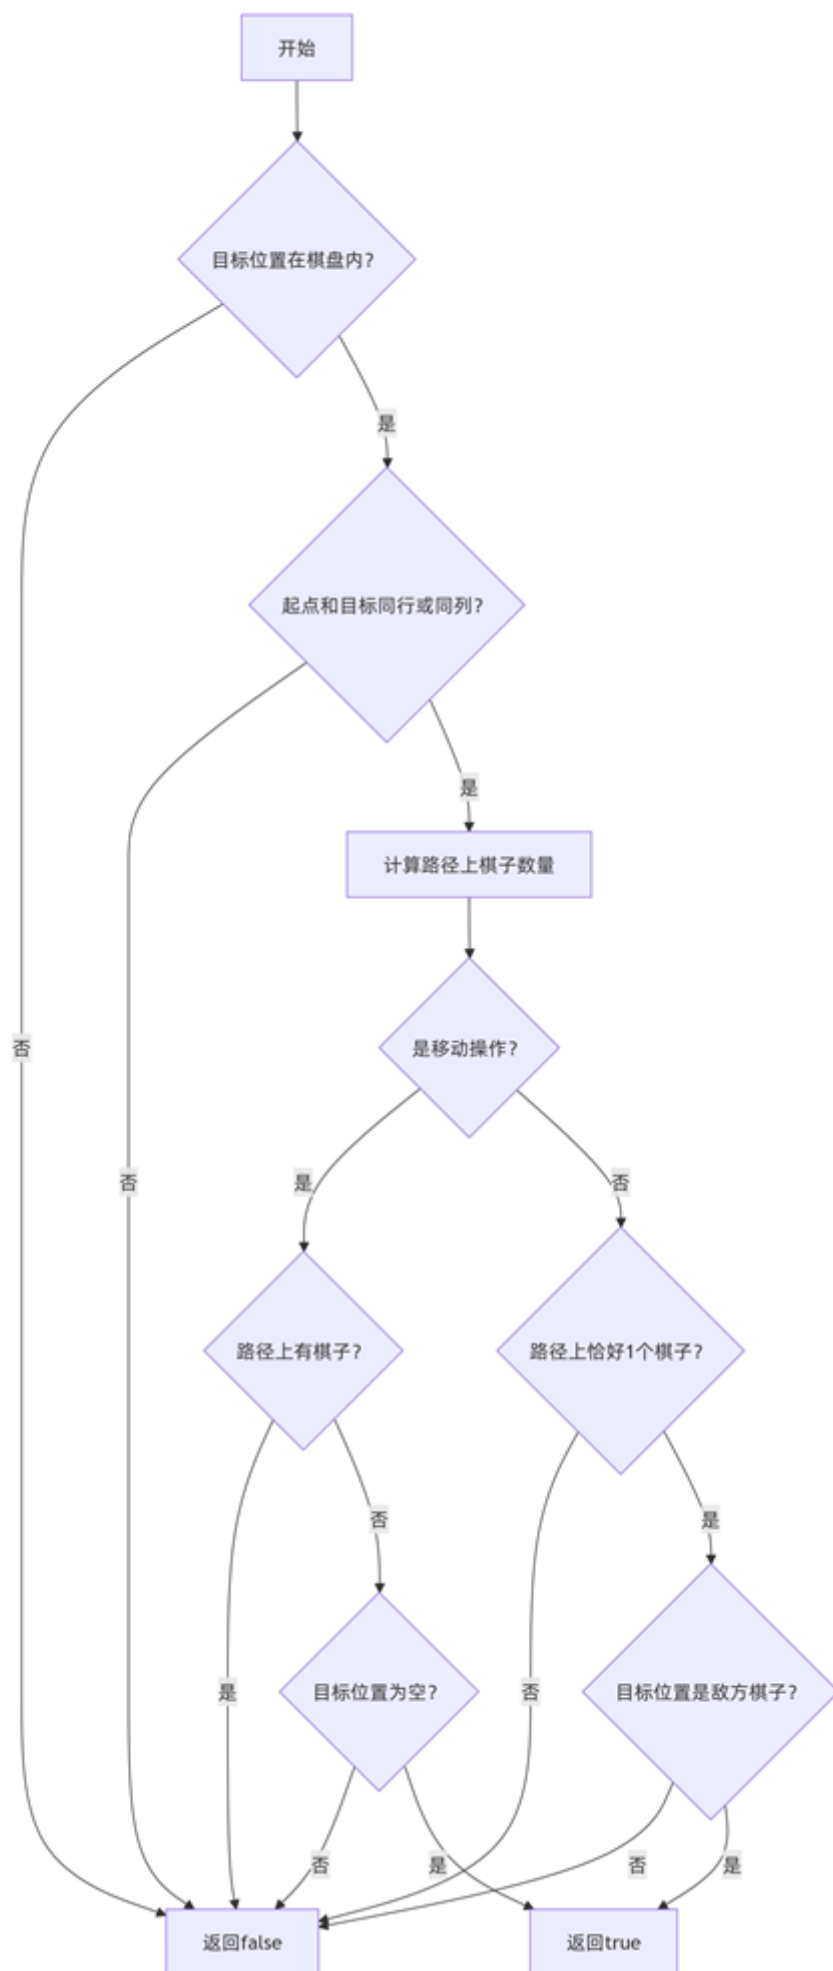 开始
目标位置在棋盘内?
是
起点和目标同行或同列?
是
计算路径上棋子数量
否
是移动操作?
是
否
否
路径上有棋子?
路径上恰好1个棋子?
否
是
是
目标位置为空?
否
目标位置是敌方棋子?
否
是
否
是
返回false
返回true